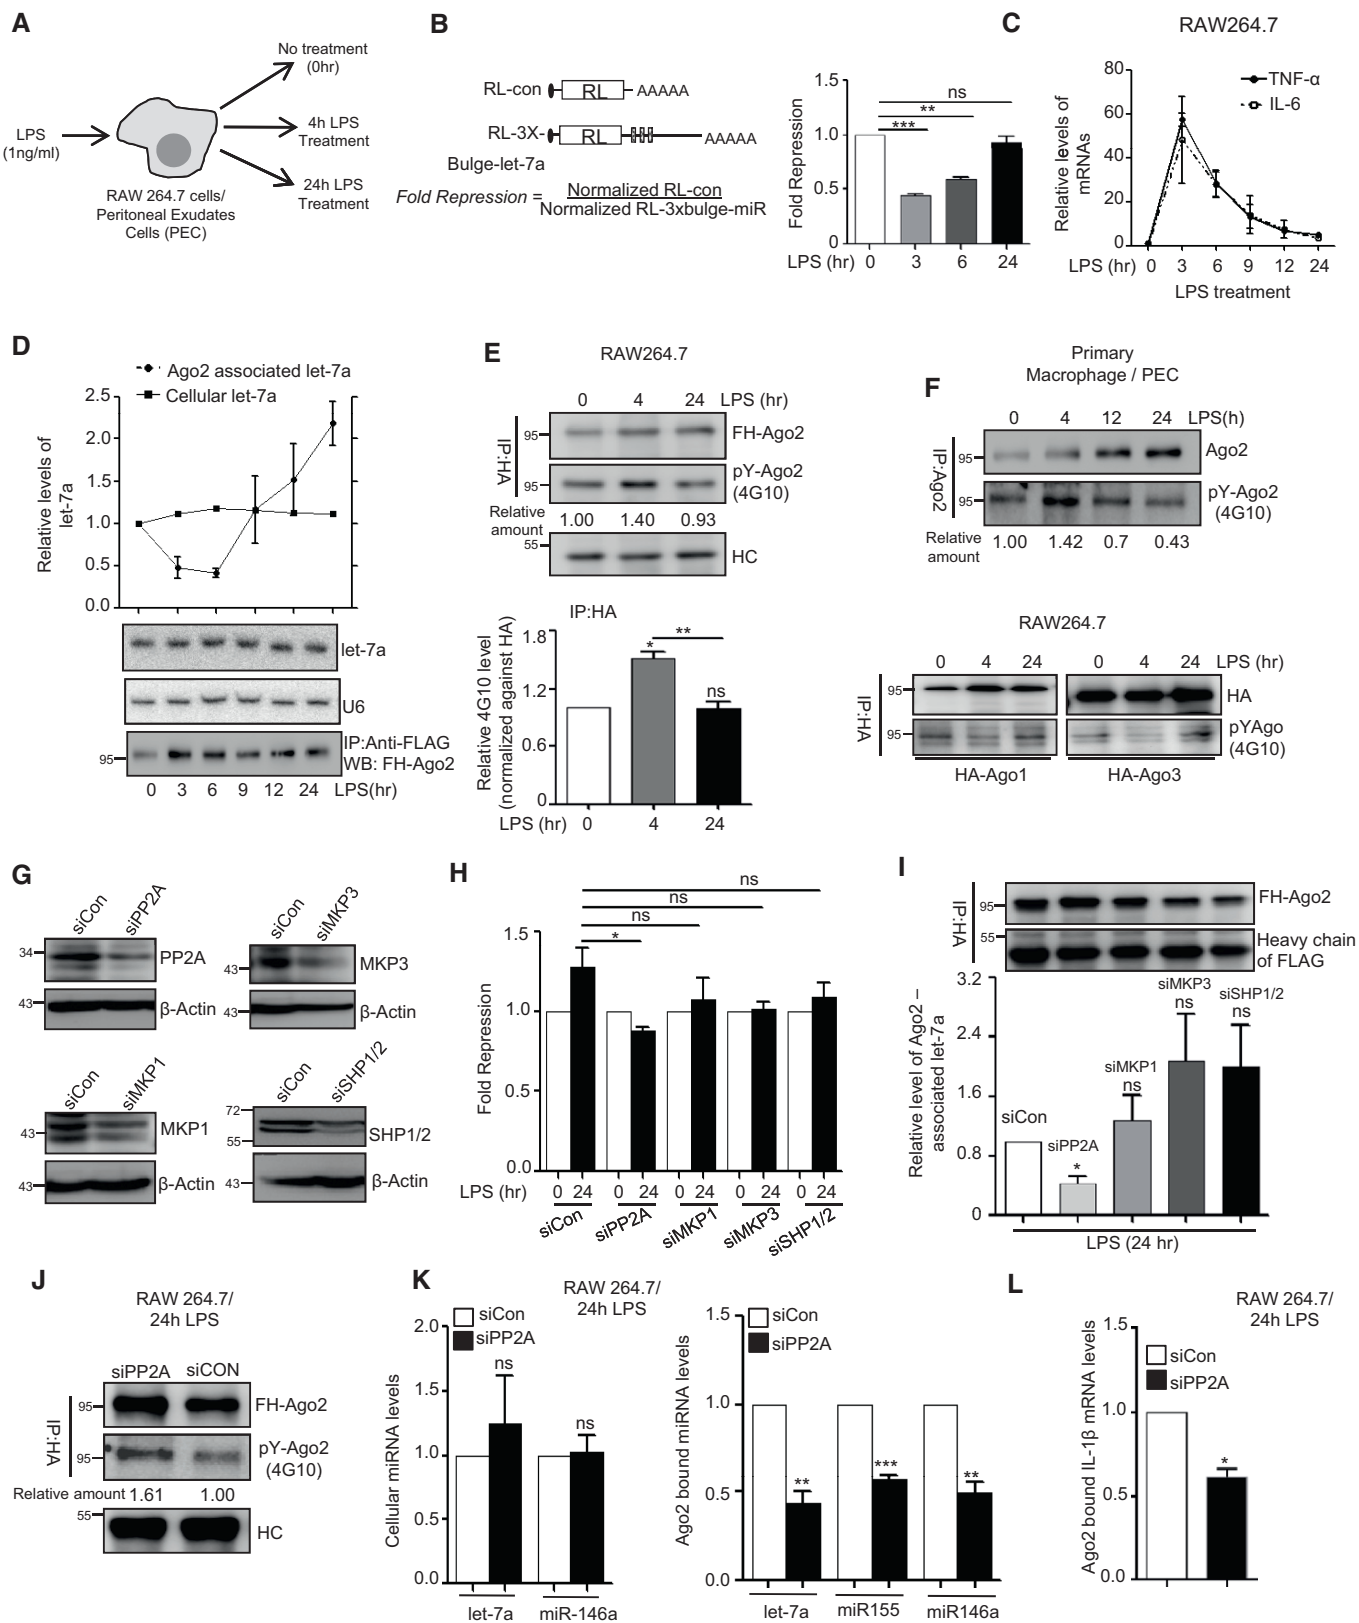 A
LPS
(1ng/ml)
No treatment
(0hr)
4h LPS
Treatment
24h LPS
Treatment
RAW 264.7 cells/
Peritoneal Exudates
Cells (PEC)
B
RL-con
RL
AAAAA
RL-3X-
RL
AAAAA
Bulge-let-7a
Fold Repression =
Normalized RL-con
Normalized RL-3xbulge-miR
Fold Repression
1.5
1.0
0.5
0
ns
**
***
LPS (hr) 0 3 6 24
C
RAW264.7
Relative levels of
mRNAs
80
60
40
20
0
TNF-α
IL-6
LPS (hr) 0 3 6 9 12 24
LPS treatment
D
Ago2 associated let-7a
Cellular let-7a
Relative levels of
let-7a
2.5
2.0
1.5
1.0
0.5
0.0
let-7a
U6
95
IP:Anti-FLAG
WB: FH-Ago2
0 3 6 9 12 24 LPS(hr)
E
RAW264.7
0 4 24 LPS (hr)
IP:HA
95
FH-Ago2
95
pY-Ago2
(4G10)
Relative
amount
1.00 1.40 0.93
55
HC
IP:HA
Relative 4G10 level
(normalized against HA)
1.8
1.2
0.6
0
*
**
ns
LPS (hr) 0 4 24
F
Primary
Macrophage / PEC
0 4 12 24 LPS(h)
IP:Ago2
95
Ago2
95
pY-Ago2
(4G10)
Relative
amount
1.00 1.42 0.7 0.43
RAW264.7
0 4 24 0 4 24 LPS (hr)
IP:HA
95
HA
95
pYAgo
(4G10)
HA-Ago1 HA-Ago3
G
siCon siPP2A
34
PP2A
43
β-Actin
siCon siMKP3
43
MKP3
43
β-Actin
siCon siMKP1
43
MKP1
43
β-Actin
siCon siSHP1/2
72
55
SHP1/2
43
β-Actin
H
Fold Repression
1.5
1.0
0.5
0.0
ns
ns
ns
*
LPS (hr) 0 24 0 24 0 24 0 24 0 24
siCon siPP2A siMKP1 siMKP3 siSHP1/2
I
IP:HA
95
FH-Ago2
55
Heavy chain
of FLAG
Relative level of Ago2 –
associated let-7a
3.2
2.4
1.6
0.8
0
siCon
siPP2A
*
siMKP1
ns
siMKP3
ns
siSHP1/2
ns
LPS (24 hr)
J
RAW 264.7/
24h LPS
siPP2A siCON
IP:HA
95
FH-Ago2
95
pY-Ago2
(4G10)
Relative amount 1.61 1.00
55
HC
K
RAW 264.7/
24h LPS
siCon
siPP2A
Cellular miRNA levels
2.0
1.5
1.0
0.5
0.0
ns
ns
let-7a miR-146a
siCon
siPP2A
Ago2 bound miRNA levels
1.5
1.0
0.5
0.0
**
***
**
let-7a miR155 miR146a
L
RAW 264.7/
24h LPS
siCon
siPP2A
Ago2 bound IL-1β mRNA levels
1.5
1.0
0.5
0.0
*